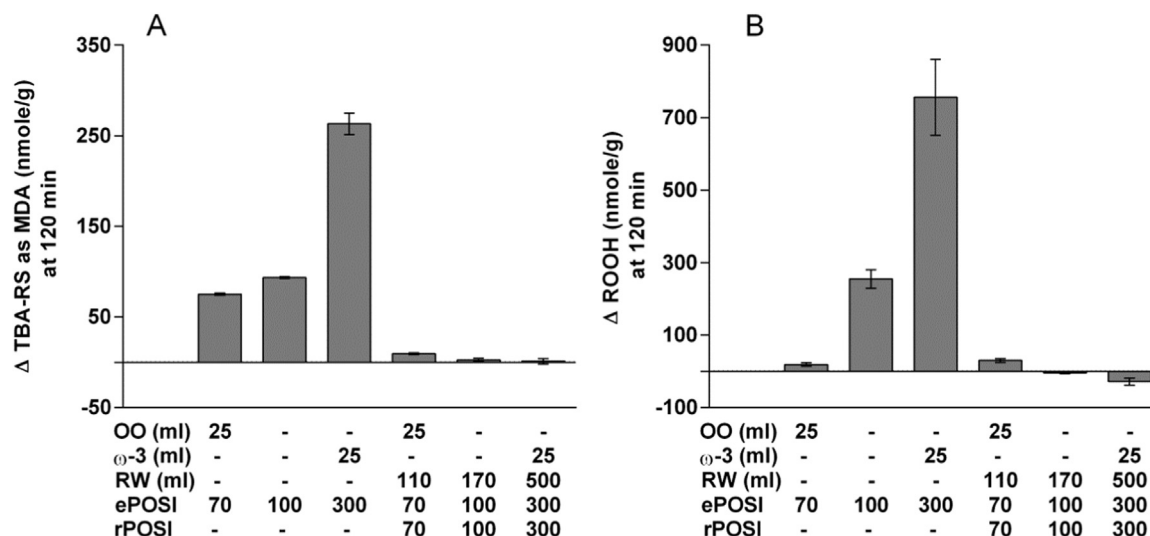 A
350
250
150
50
-50
Δ TBA-RS as MDA (nmole/g)
at 120 min
OO (ml) 25 - - 25 - -
ω-3 (ml) - - 25 - - 25
RW (ml) - - - 110 170 500
ePOSI 70 100 300 70 100 300
rPOSI - - - 70 100 300
B
900
700
500
300
100
-100
Δ ROOH (nmole/g)
at 120 min
OO (ml) 25 - - 25 - -
ω-3 (ml) - - 25 - - 25
RW (ml) - - - 110 170 500
ePOSI 70 100 300 70 100 300
rPOSI - - - 70 100 300